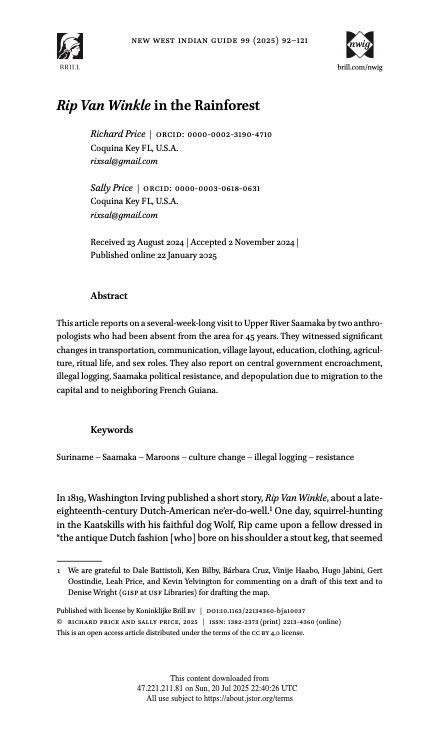 NEW WEST INDIAN GUIDE 99 (2025) 92–121
BRILL
nwig
brill.com/nwig
Rip Van Winkle in the Rainforest
Richard Price | ORCID: 0000-0002-3190-4710
Coquina Key FL, U.S.A.
rixsal@gmail.com
Sally Price | ORCID: 0000-0003-0618-0631
Coquina Key FL, U.S.A.
rixsal@gmail.com
Received 23 August 2024 | Accepted 2 November 2024 |
Published online 22 January 2025
Abstract
This article reports on a several-week-long visit to Upper River Saamaka by two anthro-
pologists who had been absent from the area for 45 years. They witnessed significant
changes in transportation, communication, village layout, education, clothing, agricul-
ture, ritual life, and sex roles. They also report on central government encroachment,
illegal logging, Saamaka political resistance, and depopulation due to migration to the
capital and to neighboring French Guiana.
Keywords
Suriname – Saamaka – Maroons – culture change – illegal logging – resistance
In 1819, Washington Irving published a short story, Rip Van Winkle, about a late-
eighteenth-century Dutch-American ne'er-do-well.¹ One day, squirrel-hunting
in the Kaatskills with his faithful dog Wolf, Rip came upon a fellow dressed in
“the antique Dutch fashion [who] bore on his shoulder a stout keg, that seemed
1 We are grateful to Dale Battistoli, Ken Bilby, Bárbara Cruz, Vinije Haabo, Hugo Jabini, Gert
Oostindie, Leah Price, and Kevin Yelvington for commenting on a draft of this text and to
Denise Wright (GISP at USF Libraries) for drafting the map.
Published with license by Koninklijke Brill BV | DOI:10.1163/22134360-bja10037
© RICHARD PRICE AND SALLY PRICE, 2025 | ISSN: 1382-2373 (print) 2213-4360 (online)
This is an open access article distributed under the terms of the CC BY 4.0 license.
This content downloaded from
47.221.211.81 on Sun, 20 Jul 2025 22:40:26 UTC
All use subject to https://about.jstor.org/terms